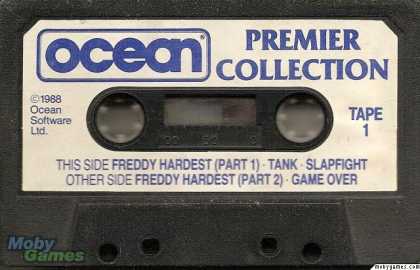 ocean
PREMIER
COLLECTION
©1988
Ocean
Software
Ltd.
TAPE
1
THIS SIDE FREDDY HARDEST (PART 1) · TANK · SLAPFIGHT
OTHER SIDE FREDDY HARDEST (PART 2) · GAME OVER
Moby
Games
mobygames.com